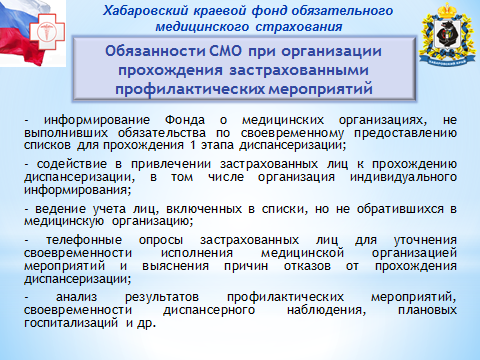 Хабаровский краевой фонд обязательного
медицинского страхования
Обязанности СМО при организации
прохождения застрахованными
профилактических мероприятий
- информирование Фонда о медицинских организациях, не
выполнивших обязательства по своевременному предоставлению
списков для прохождения 1 этапа диспансеризации;
- содействие в привлечении застрахованных лиц к прохождению
диспансеризации, в том числе организация индивидуального
информирования;
- ведение учета лиц, включенных в списки, но не обратившихся в
медицинскую организацию;
- телефонные опросы застрахованных лиц для уточнения
своевременности исполнения медицинской организацией
мероприятий и выяснения причин отказов от прохождения
диспансеризации;
- анализ результатов профилактических мероприятий,
своевременности диспансерного наблюдения, плановых
госпитализаций и др.